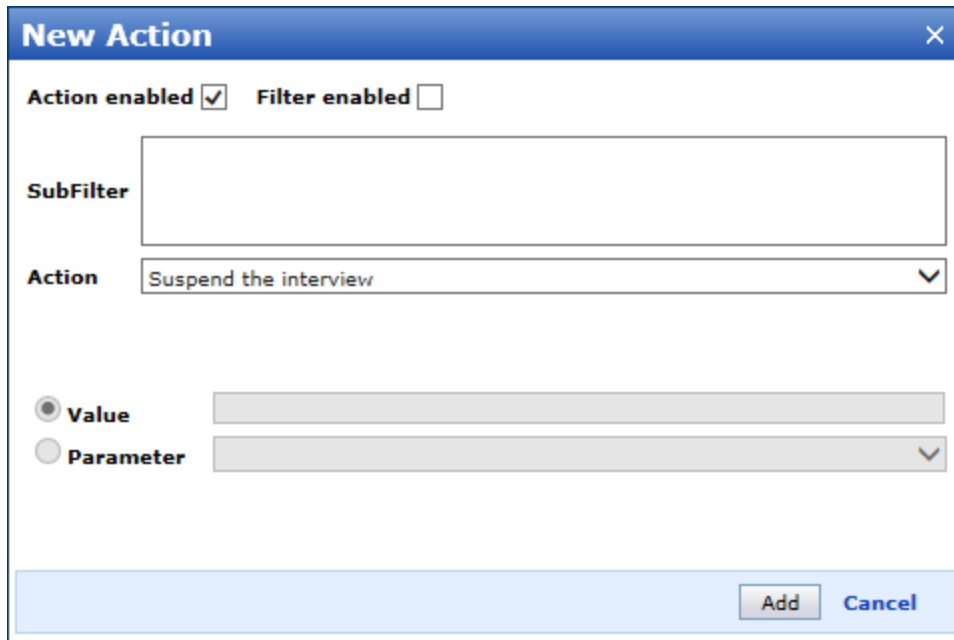 New Action
Action enabled Filter enabled
SubFilter
Action Suspend the interview
Value
Parameter
Add Cancel